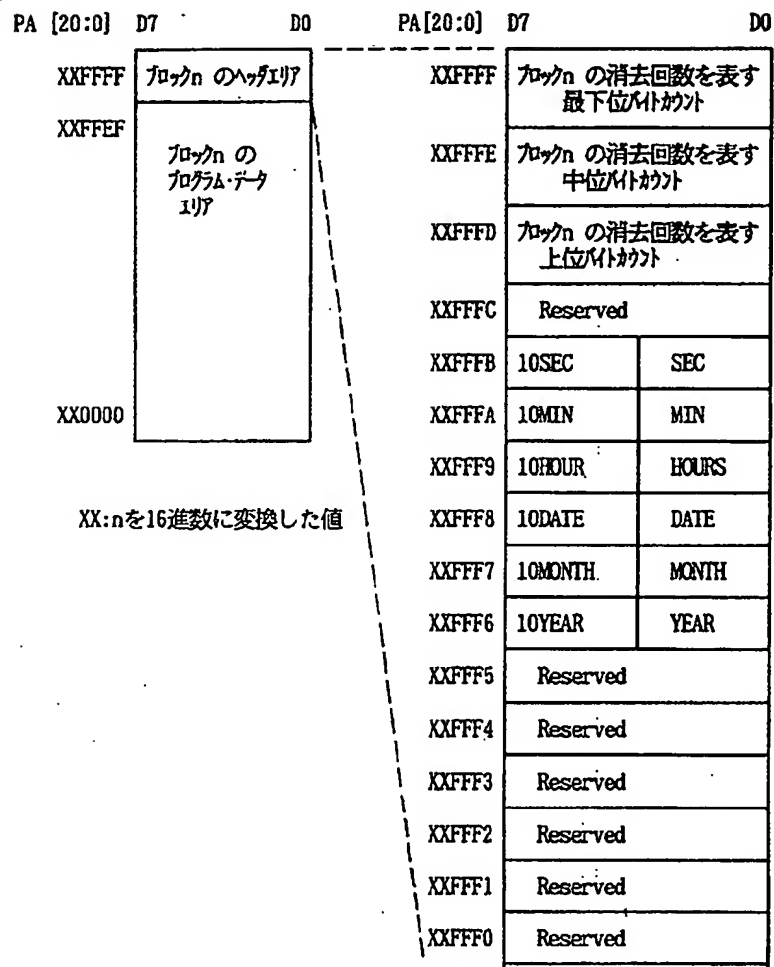 PA [20:0] D7 D0
XXFFFF ブロックn のヘッダエリア
XXFFEF
ブロックn の
プログラム・データ
エリア
XX0000
XX:nを16進数に変換した値
PA[20:0] D7 D0
XXFFFF ブロックn の消去回数を表す
最下位バイトカウント
XXFFFE ブロックn の消去回数を表す
中位バイトカウント
XXFFFD ブロックn の消去回数を表す
上位バイトカウント
XXFFFC Reserved
XXFFFB 10SEC SEC
XXFFFA 10MIN MIN
XXFFF9 10HOUR HOURS
XXFFF8 10DATE DATE
XXFFF7 10MONTH MONTH
XXFFF6 10YEAR YEAR
XXFFF5 Reserved
XXFFF4 Reserved
XXFFF3 Reserved
XXFFF2 Reserved
XXFFF1 Reserved
XXFFF0 Reserved